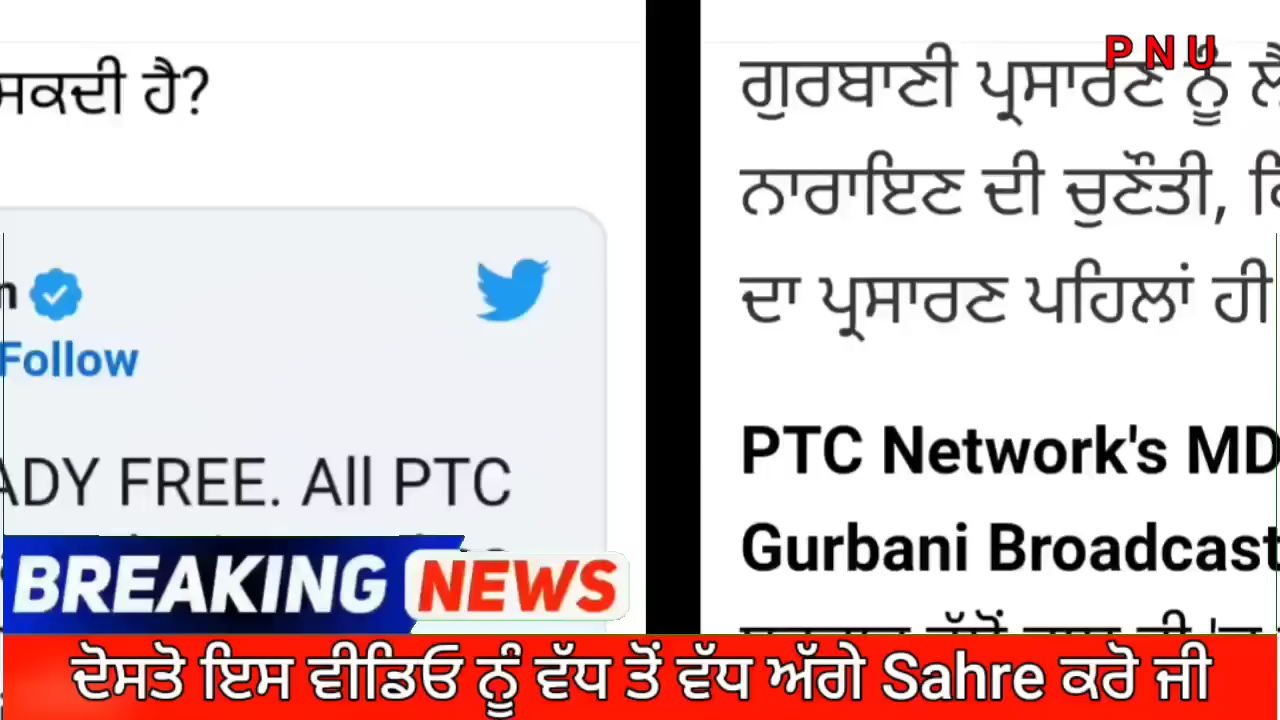 ਸਕਦੀ ਹੈ?
Follow
ADY FREE. All PTC
PNU
ਗੁਰਬਾਣੀ ਪ੍ਰਸਾਰਣ ਨੂੰ
ਨਾਰਾਇਣ ਦੀ ਚੁਣੌਤੀ,
ਦਾ ਪ੍ਰਸਾਰਣ ਪਹਿਲਾਂ ਹੀ
PTC Network's MD
Gurbani Broadcast
BREAKING NEWS
ਦੋਸਤੋ ਇਸ ਵੀਡਿਓ ਨੂੰ ਵੱਧ ਤੋਂ ਵੱਧ ਅੱਗੇ Sahre ਕਰੋ ਜੀ